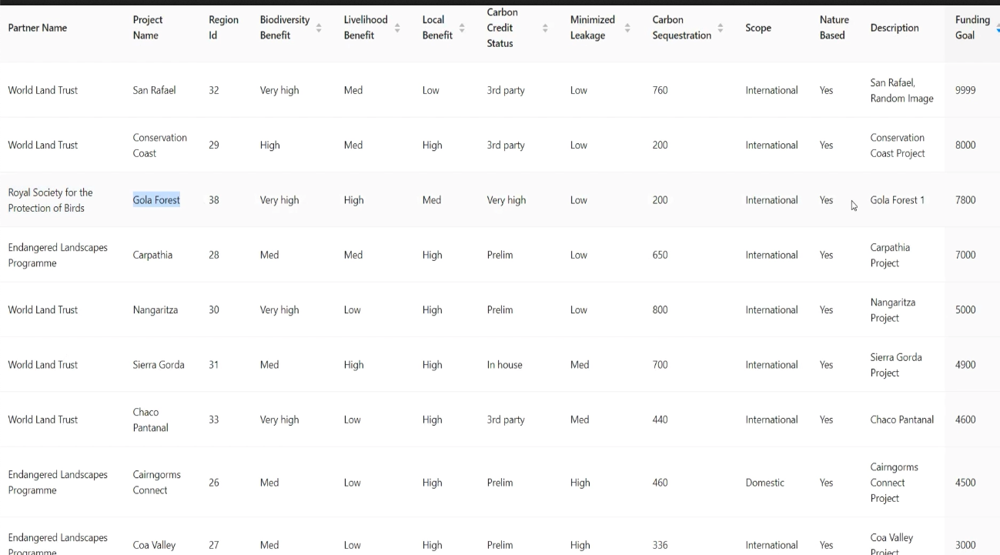 Partner Name Project Name Region Id Biodiversity Benefit Livelihood Benefit Local Benefit Carbon Credit Status Minimized Leakage Carbon Sequestration Scope Nature Based Description Funding Goal
World Land Trust San Rafael 32 Very high Med Low 3rd party Low 760 International Yes San Rafael, Random Image 9999
World Land Trust Conservation Coast 29 High Med High 3rd party Low 200 International Yes Conservation Coast Project 8000
Royal Society for the Protection of Birds Gola Forest 38 Very high High Med Very high Low 200 International Yes Gola Forest 1 7800
Endangered Landscapes Programme Carpathia 28 Med Med High Prelim Low 650 International Yes Carpathia Project 7000
World Land Trust Nangaritza 30 Very high Low High Prelim Low 800 International Yes Nangaritza Project 5000
World Land Trust Sierra Gorda 31 Med High High In house Med 700 International Yes Sierra Gorda Project 4900
World Land Trust Chaco Pantanal 33 Very high Low High 3rd party Med 440 International Yes Chaco Pantanal 4600
Endangered Landscapes Programme Cairngorms Connect 26 Med Low High Prelim High 460 Domestic Yes Cairngorms Connect Project 4500
Endangered Landscapes Programme Coa Valley 27 Med Low High Prelim High 336 International Yes Coa Valley Project 3000